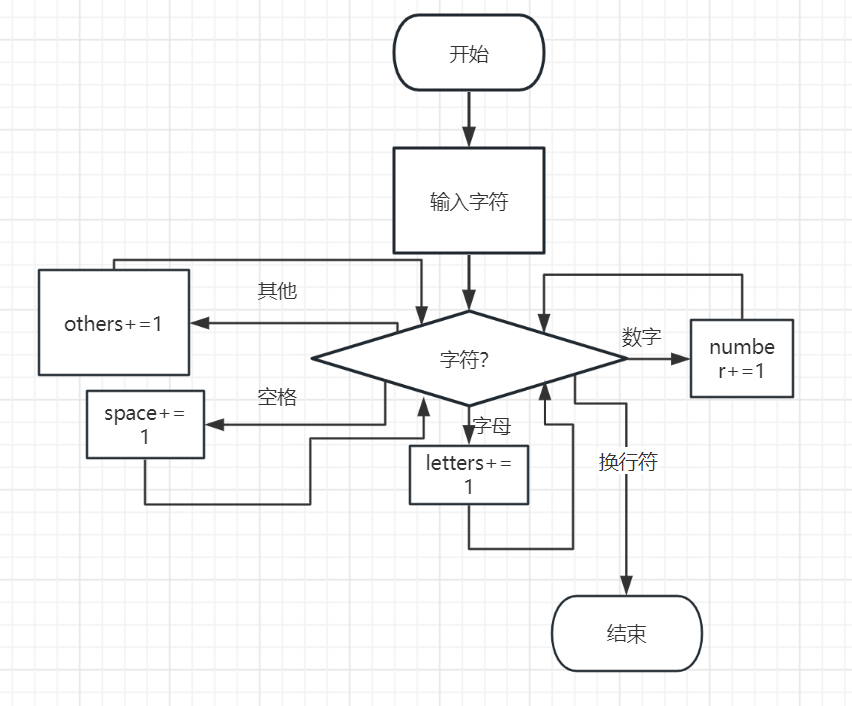 开始
输入字符
其他
others+=1
字符?
数字
numbe
r+=1
空格
space+=
1
字母
letters+=
1
换行符
结束